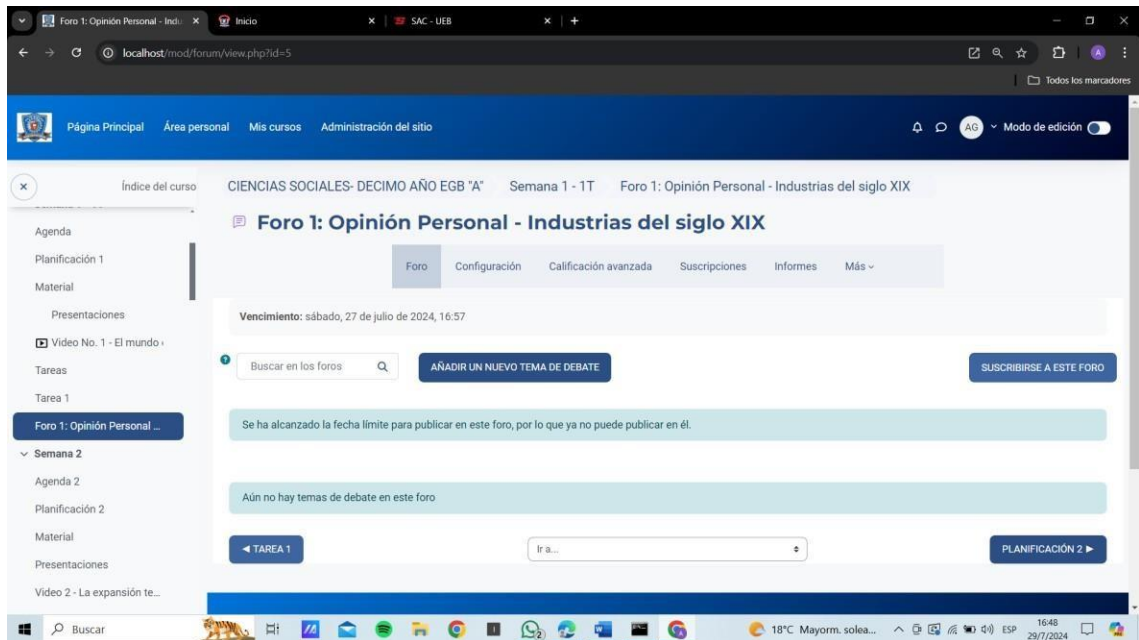 Foro 1: Opinión Personal - Indu
Inicio
SAC - UEB
localhost/mod/forum/view.php?id=5
Todos los marcadores
Página Principal Área personal Mis cursos Administración del sitio
AG Modo de edición
Índice del curso
CIENCIAS SOCIALES- DECIMO AÑO EGB "A" Semana 1 - 1T Foro 1: Opinión Personal - Industrias del siglo XIX
Foro 1: Opinión Personal - Industrias del siglo XIX
Agenda
Planificación 1
Material
Presentaciones
Video No. 1 - El mundo
Tareas
Tarea 1
Foro 1: Opinión Personal ...
Semana 2
Agenda 2
Planificación 2
Material
Presentaciones
Video 2 - La expansión te...
Foro Configuración Calificación avanzada Suscripciones Informes Más
Vencimiento: sábado, 27 de julio de 2024, 16:57
Buscar en los foros AÑADIR UN NUEVO TEMA DE DEBATE SUSCRIBIRSE A ESTE FORO
Se ha alcanzado la fecha límite para publicar en este foro, por lo que ya no puede publicar en él.
Aún no hay temas de debate en este foro
◄ TAREA 1 Ir a... PLANIFICACIÓN 2 ►
Buscar
18°C Mayorm. solea... ESP 16:48
29/7/2024